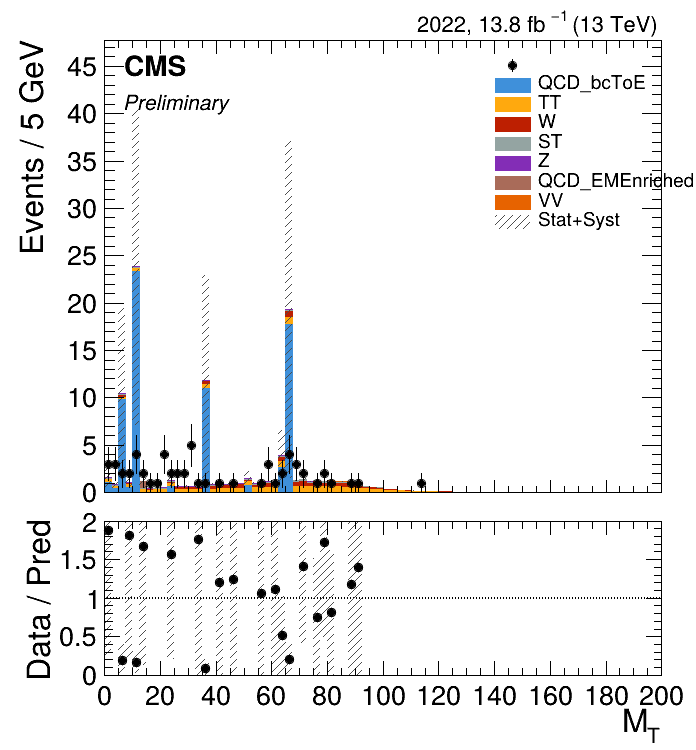 2022, 13.8 fb⁻¹ (13 TeV)
CMS
Preliminary
QCD_bcToE
TT
W
ST
Z
QCD_EMEnriched
VV
Stat+Syst
Events / 5 GeV
45
40
35
30
25
20
15
10
5
0
Data / Pred
2
1.5
1
0.5
0
0 20 40 60 80 100 120 140 160 180 200
M_T